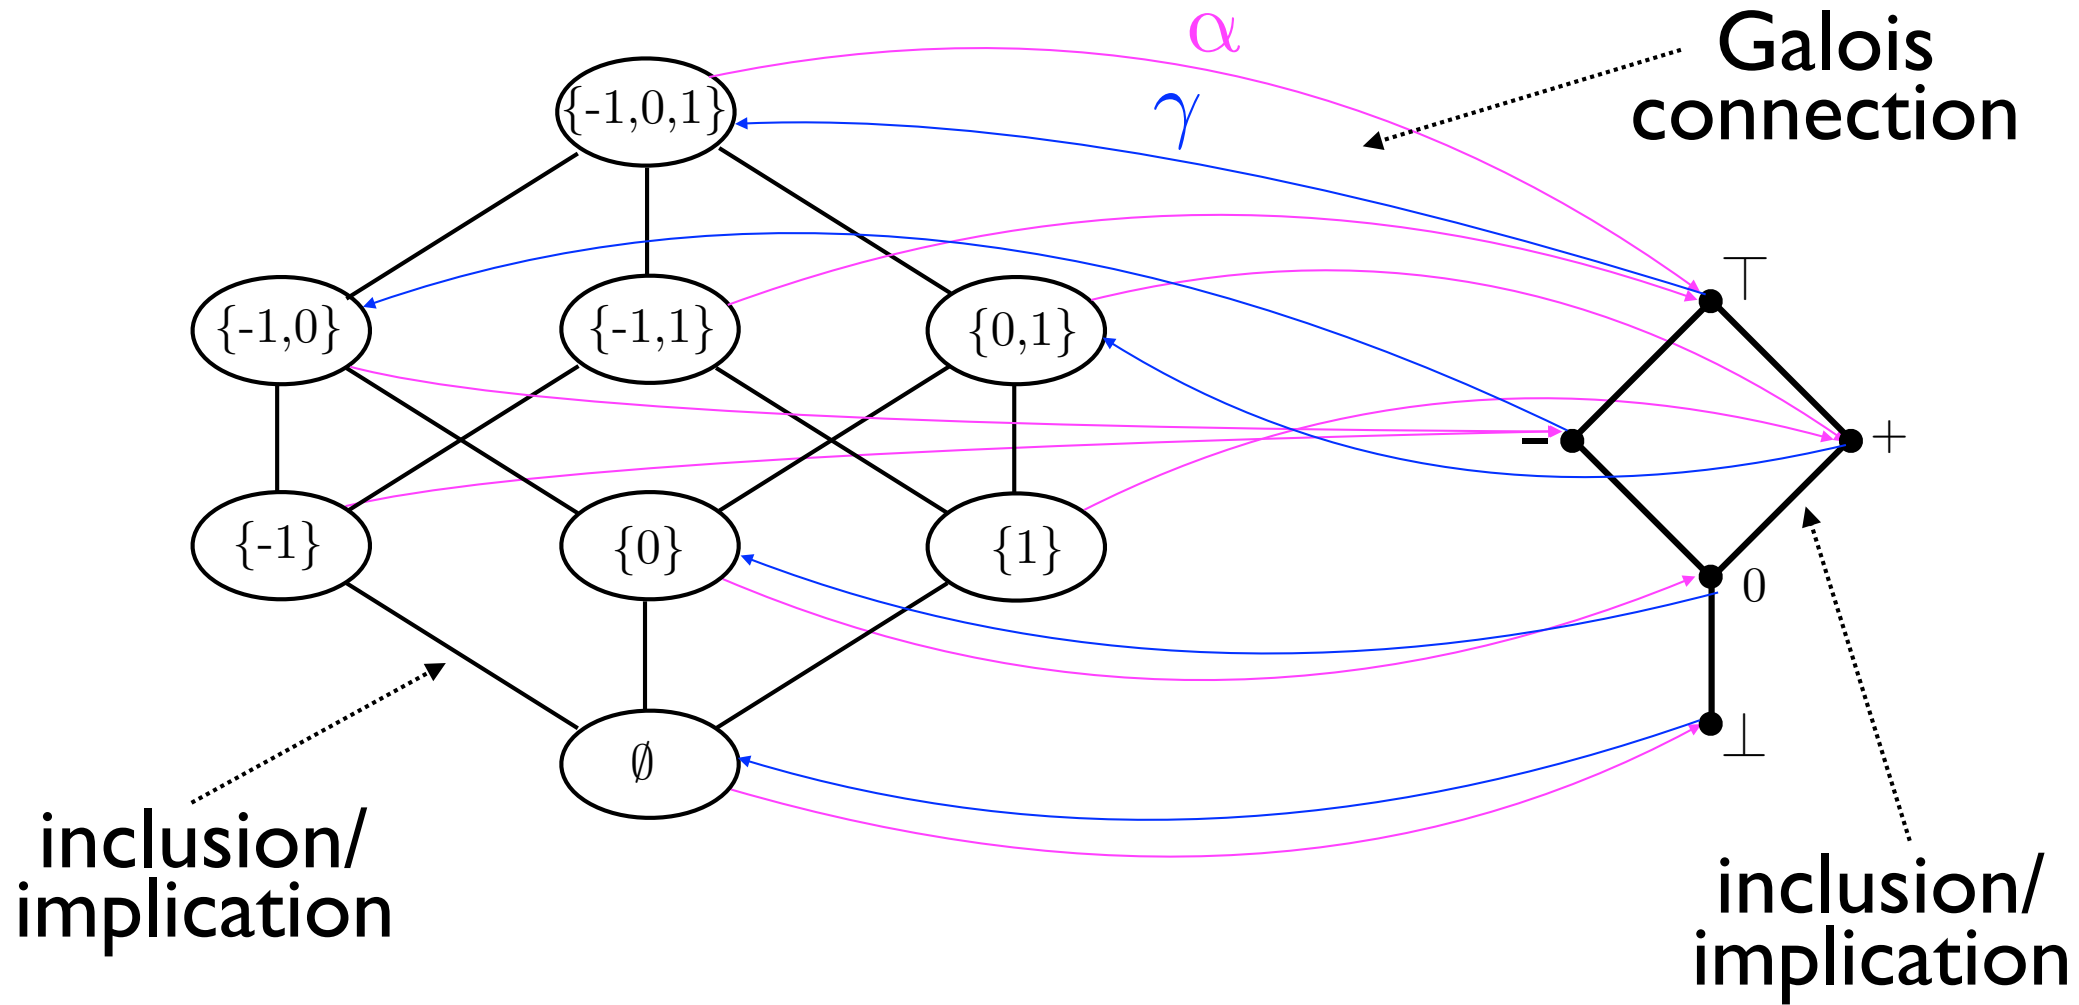 α
Galois
connection
γ
{-1,0,1}
⊤
{-1,0} {-1,1} {0,1}
- +
{-1} {0} {1}
0
⊥
∅
inclusion/
implication
inclusion/
implication